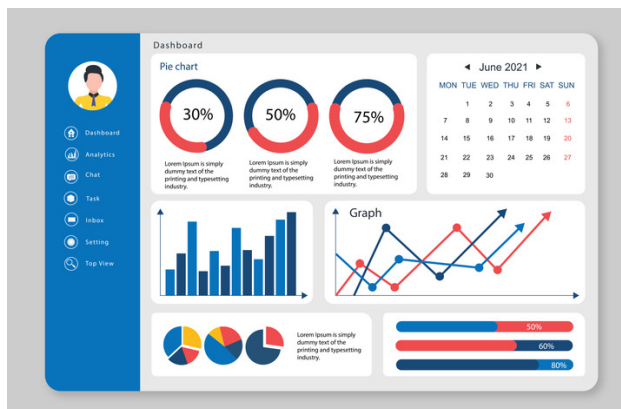 Dashboard
Analytics
Chat
Task
Inbox
Setting
Top View
Dashboard
Pie chart
30%
50%
75%
Lorem Ipsum is simply
dummy text of the
printing and typesetting
industry.
Lorem Ipsum is simply
dummy text of the
printing and typesetting
industry.
Lorem Ipsum is simply
dummy text of the
printing and typesetting
industry.
June 2021
MON TUE WED THU FRI SAT SUN
1 2 3 4 5 6
7 8 9 10 11 12 13
14 15 16 17 18 19 20
21 22 23 24 25 26 27
28 29 30
Graph
Lorem Ipsum is simply
dummy text of the
printing and typesetting
industry.
50%
60%
80%